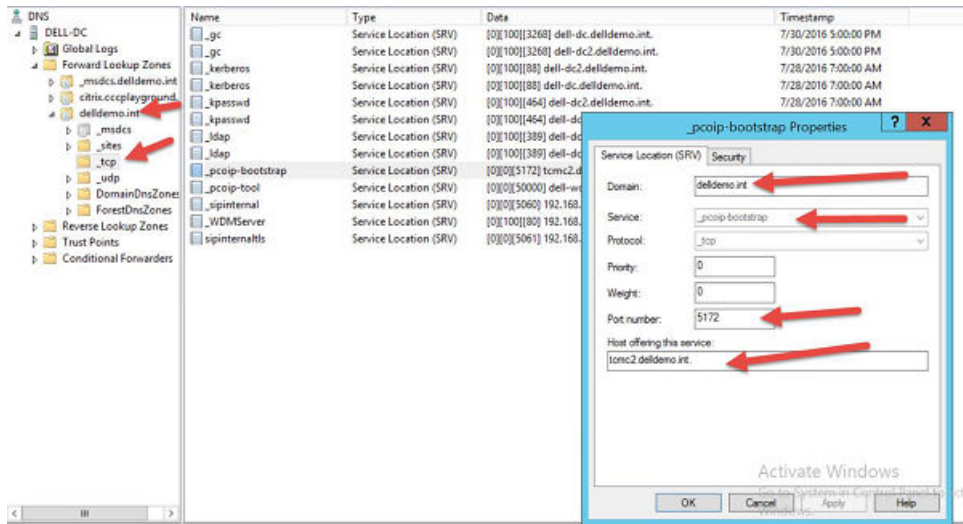 DNS
DELL-DC
Global Logs
Forward Lookup Zones
_msdcs.delldemo.int
citrix.cccplayground.
delldemo.int
_msdcs
_sites
_tcp
_udp
DomainDnsZones
ForestDnsZones
Reverse Lookup Zones
Trust Points
Conditional Forwarders
Name Type Data Timestamp
_gc Service Location (SRV) [0][100][3268] dell-dc.delldemo.int. 7/30/2016 5:00:00 PM
_gc Service Location (SRV) [0][100][3268] dell-dc2.delldemo.int. 7/30/2016 5:00:00 PM
_kerberos Service Location (SRV) [0][100][88] dell-dc2.delldemo.int. 7/28/2016 7:00:00 AM
_kerberos Service Location (SRV) [0][100][88] dell-dc.delldemo.int. 7/28/2016 7:00:00 AM
_kpasswd Service Location (SRV) [0][100][464] dell-dc2.delldemo.int. 7/28/2016 7:00:00 AM
_kpasswd Service Location (SRV) [0][100][464] dell-dc
_ldap Service Location (SRV) [0][100][389] dell-dc
_ldap Service Location (SRV) [0][100][389] dell-dc
_pcoip-bootstrap Service Location (SRV) [0][0][5172] tcmc2.d
_pcoip-tool Service Location (SRV) [0][0][50000] dell-wd
_sipinternal Service Location (SRV) [0][0][5060] 192.168.
_WDMServer Service Location (SRV) [0][100][80] 192.168.
sipinternaltls Service Location (SRV) [0][0][5061] 192.168.
_pcoip-bootstrap Properties ? X
Service Location (SRV) Security
Domain: delldemo.int
Service: _pcoip-bootstrap
Protocol: _tcp
Priority: 0
Weight: 0
Port number: 5172
Host offering this service:
tcmc2.delldemo.int.
Activate Windows
Go to System in Control Panel to
Windows.
OK Cancel Apply Help